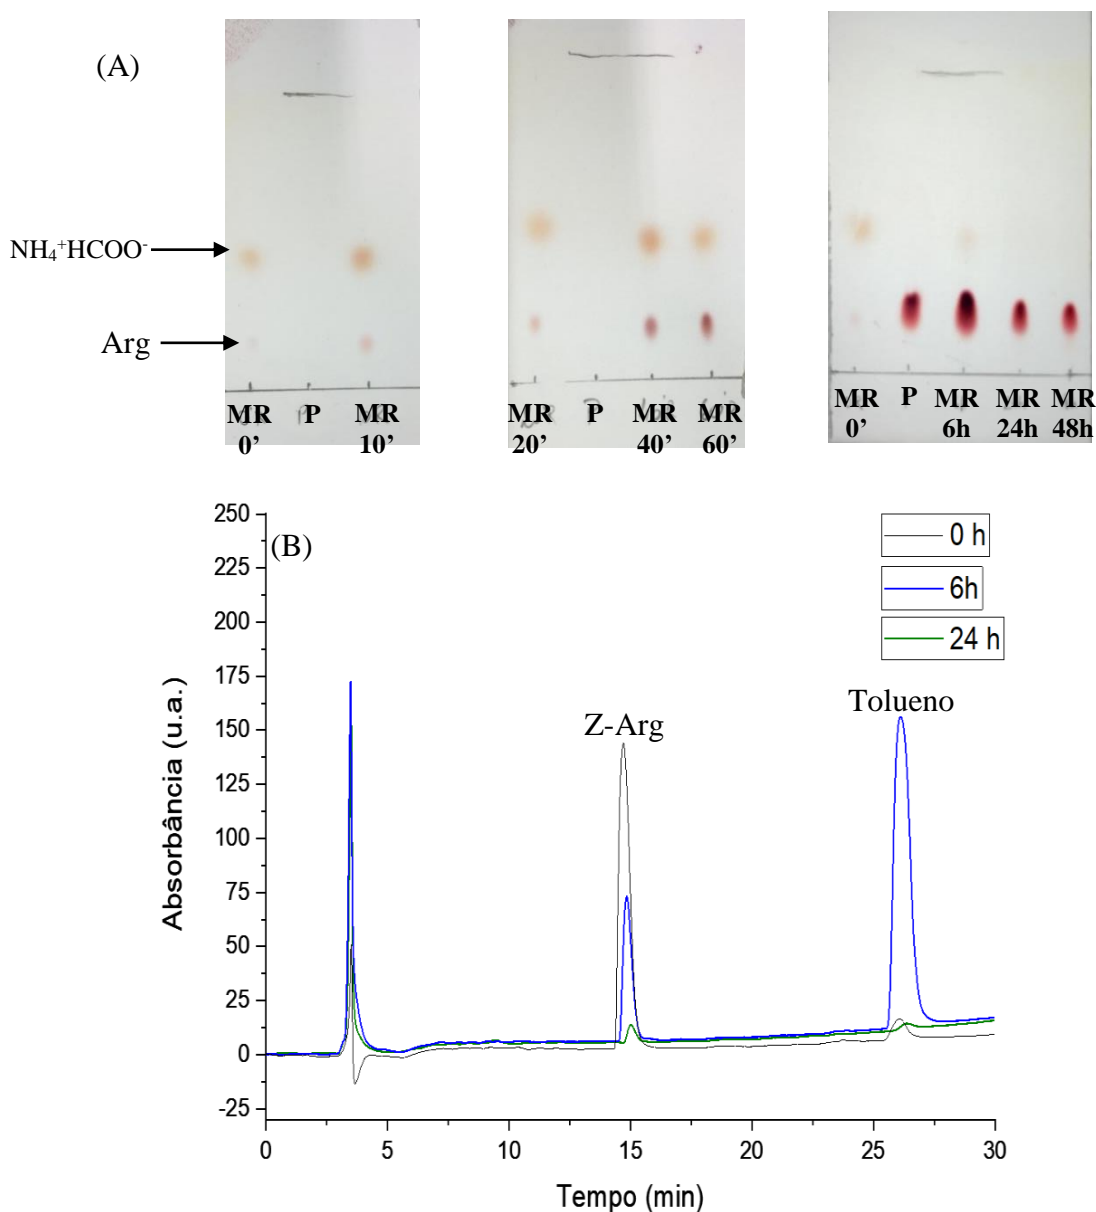 (A)
NH₄⁺HCOO⁻
Arg
MR P MR
0’ 10’
MR P MR MR
20’ 40’ 60’
MR P MR MR MR
0’ 6h 24h 48h
(B)
0 h
6h
24 h
Z-Arg
Tolueno
Absorbância (u.a.)
250
225
200
175
150
125
100
75
50
25
0
-25
0 5 10 15 20 25 30
Tempo (min)